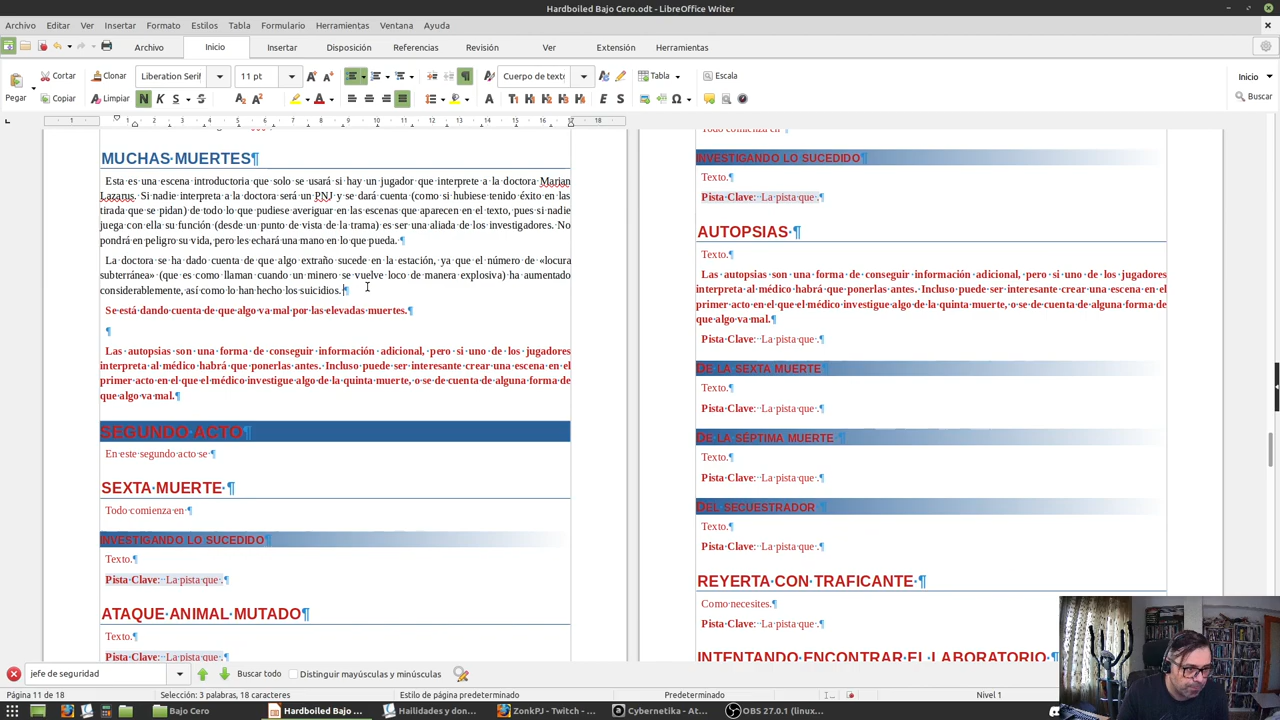 Hardboiled Bajo Cero.odt - LibreOffice Writer
Archivo Editar Ver Insertar Formato Estilos Tabla Formulario Herramientas Ventana Ayuda
Archivo Inicio Insertar Disposición Referencias Revisión Ver Extensión Herramientas
Pegar Cortar Clonar Liberation Serif 11 pt Cuerpo de texto Tabla Escala Inicio
Copiar Limpiar Buscar
1 1 2 3 4 5 6 7 8 9 10 11 12 13 14 15 16 17 18
MUCHAS·MUERTES¶
Esta es una escena introductoria que solo se usará si hay un jugador que interprete a la doctora Marian
Lazarus. Si nadie interpreta a la doctora será un PNJ y se dará cuenta (como si hubiese tenido éxito en las
tirada que se pidan) de todo lo que pudiese averiguar en las escenas que aparecen en el texto, pues si nadie
juega con ella su función (desde un punto de vista de la trama) es ser una aliada de los investigadores. No
pondrá en peligro su vida, pero les echará una mano en lo que pueda. ¶
La doctora se ha dado cuenta de que algo extraño sucede en la estación, ya que el número de «locura
subterránea» (que es como llaman cuando un minero se vuelve loco de manera explosiva) ha aumentado
considerablemente, así como lo han hecho los suicidios. ¶
Se está dando cuenta de que algo va mal por las elevadas muertes.¶
¶
Las autopsias son una forma de conseguir información adicional, pero si uno de los jugadores
interpreta al médico habrá que ponerlas antes. Incluso puede ser interesante crear una escena en el
primer acto en el que el médico investigue algo de la quinta muerte, o se de cuenta de alguna forma de
que algo va mal.¶
SEGUNDO·ACTO¶
En este segundo acto se ¶
SEXTA·MUERTE·¶
Todo comienza en ¶
INVESTIGANDO LO SUCEDIDO¶
Texto.¶
Pista·Clave: La pista que .¶
ATAQUE·ANIMAL·MUTADO¶
Texto.¶
Pista·Clave: La pista que .¶
Todo comienza en
INVESTIGANDO LO SUCEDIDO¶
Texto.¶
Pista·Clave: La pista que .¶
AUTOPSIAS·¶
Texto.¶
Las autopsias son una forma de conseguir información adicional, pero si uno de los jugadores
interpreta al médico habrá que ponerlas antes. Incluso puede ser interesante crear una escena en el
primer acto en el que el médico investigue algo de la quinta muerte, o se de cuenta de alguna forma de
que algo va mal.¶
Pista·Clave: La pista que .¶
DE LA SEXTA MUERTE¶
Texto.¶
Pista·Clave: La pista que .¶
DE LA SÉPTIMA MUERTE ¶
Texto.¶
Pista·Clave: La pista que .¶
DEL SECUESTRADOR ¶
Texto.¶
Pista·Clave: La pista que .¶
REYERTA·CON·TRAFICANTE·¶
Como necesites.¶
Pista·Clave: La pista que .¶
INTENTANDO·ENCONTRAR·EL·LABORATORIO·¶
jefe de seguridad Buscar todo Distinguir mayúsculas y minúsculas
Página 11 de 18 Selección: 3 palabras, 18 caracteres Estilo de página predeterminado Predeterminado Nivel 1
Bajo Cero Hardboiled Bajo ... Hailidades y don... ZonkPJ - Twitch - ... Cybernetika - At... OBS 27.0.1 (linux...